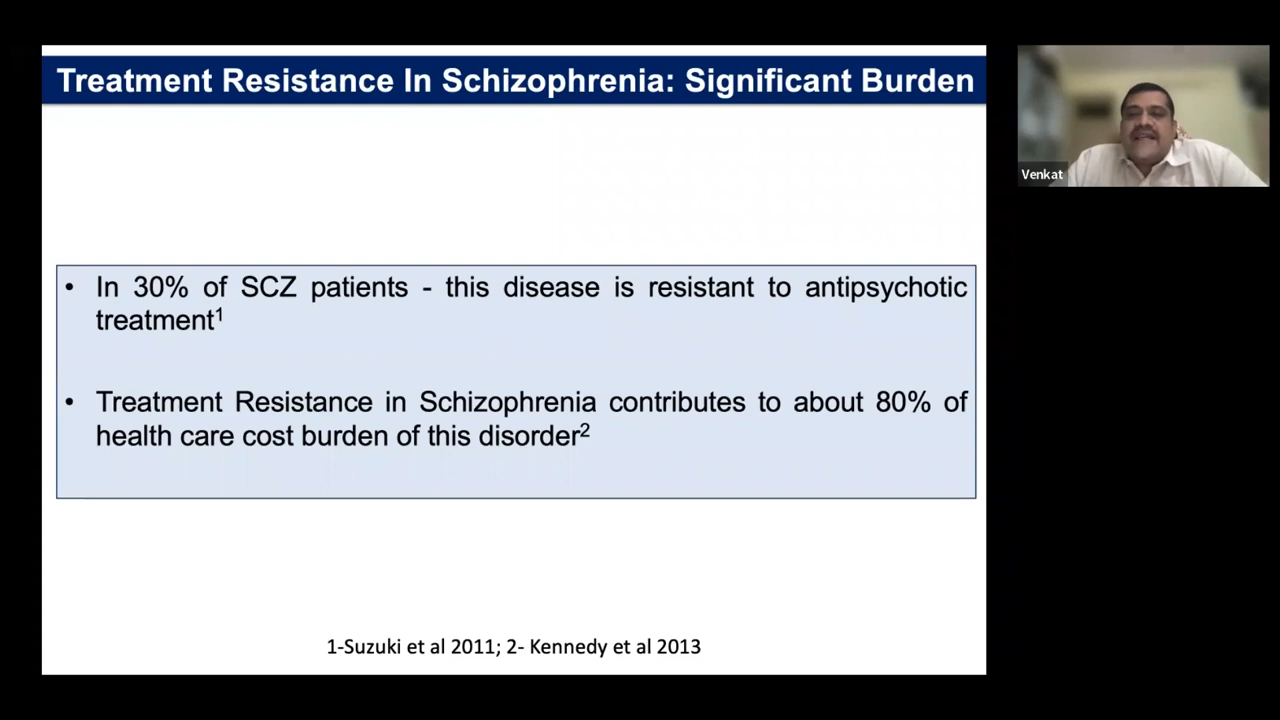 Treatment Resistance In Schizophrenia: Significant Burden
• In 30% of SCZ patients - this disease is resistant to antipsychotic
treatment¹
• Treatment Resistance in Schizophrenia contributes to about 80% of
health care cost burden of this disorder²
1-Suzuki et al 2011; 2- Kennedy et al 2013
Venkat